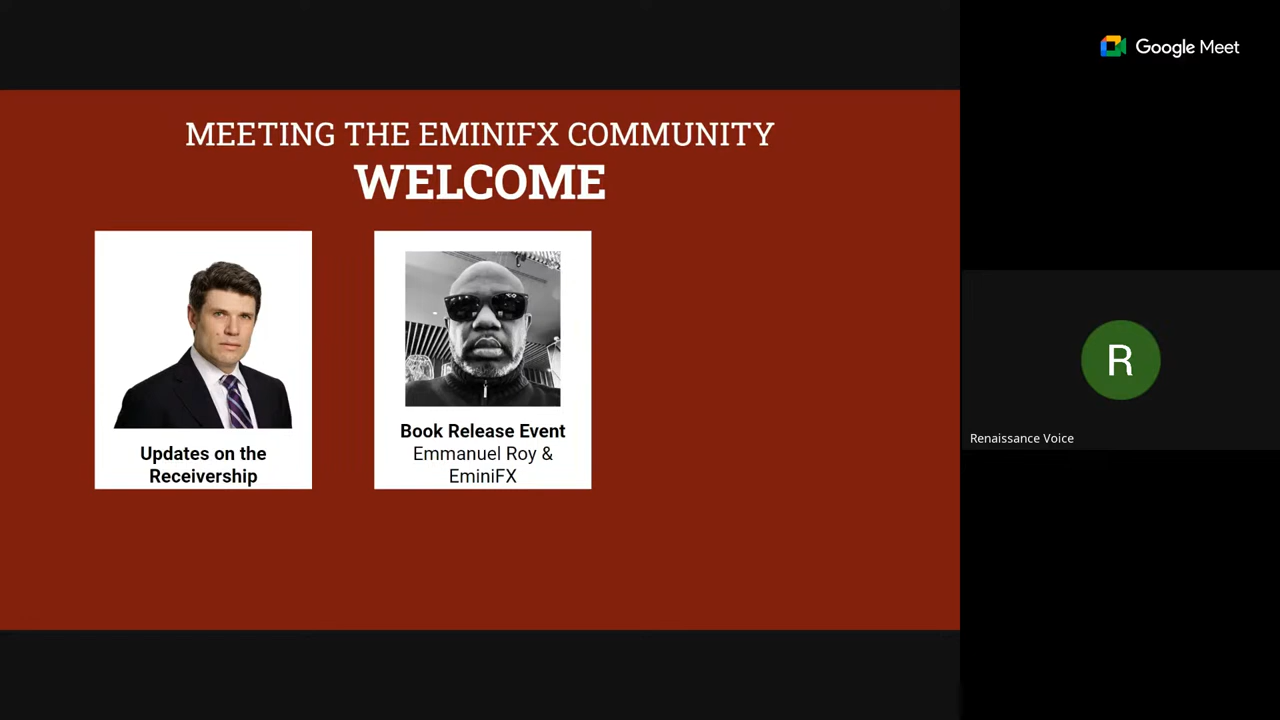 Google Meet
MEETING THE EMINIFX COMMUNITY
WELCOME
Updates on the
Receivership
Book Release Event
Emmanuel Roy &
EminiFX
R
Renaissance Voice